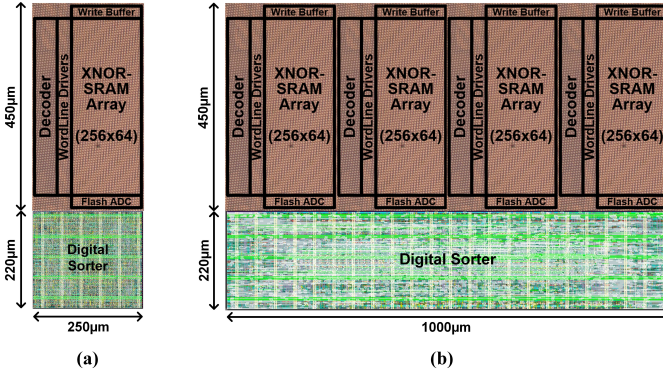 Write Buffer
450µm
Decoder
WordLine Drivers
XNOR-
SRAM
Array
(256x64)
Flash ADC
220µm
Digital
Sorter
250µm
(a)
Write Buffer
Write Buffer
Write Buffer
Write Buffer
450µm
Decoder
WordLine Drivers
XNOR-
SRAM
Array
(256x64)
Decoder
WordLine Drivers
XNOR-
SRAM
Array
(256x64)
Decoder
WordLine Drivers
XNOR-
SRAM
Array
(256x64)
Decoder
WordLine Drivers
XNOR-
SRAM
Array
(256x64)
Flash ADC
Flash ADC
Flash ADC
Flash ADC
220µm
Digital Sorter
1000µm
(b)